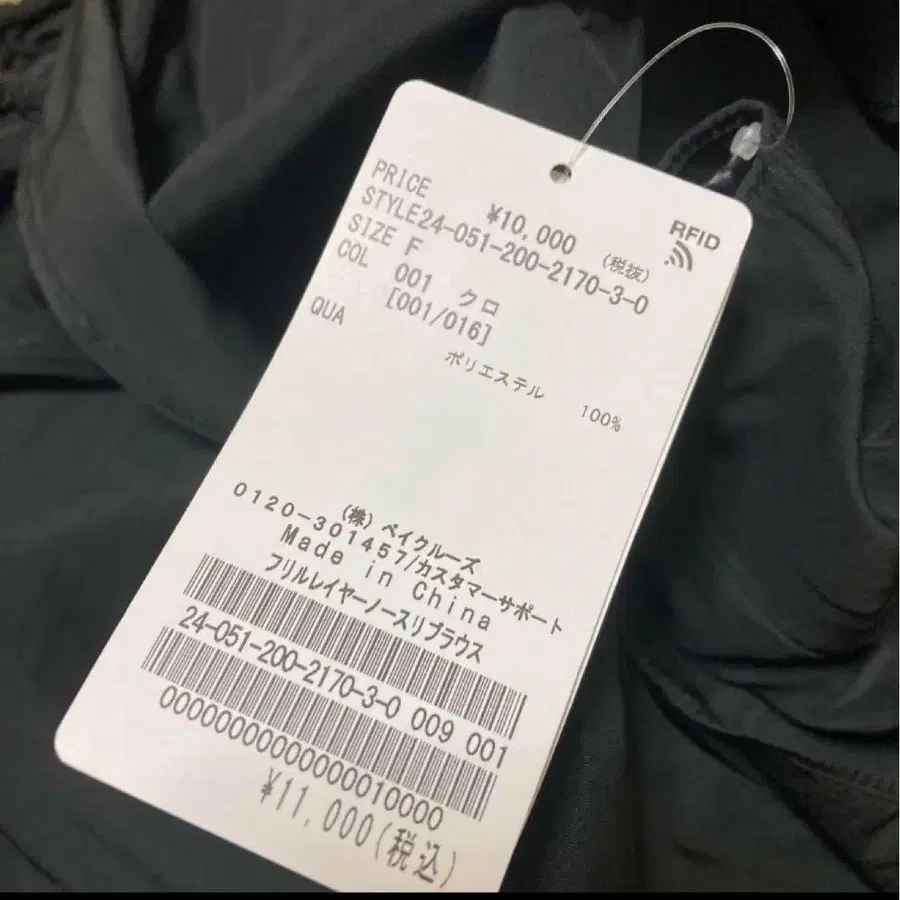 RFID
PRICE ¥10,000 (税抜)
STYLE24-051-200-2170-3-0
SIZE F
COL 001 クロ
[001/016]
QUA ポリエステル 100%
(株) ベイクルーズ
0120-301457/カスタマーサポート
Made in China
フリルレイヤーノースリブラウス
24-051-200-2170-3-0 009 001
000000000000010000
¥11,000(税込)